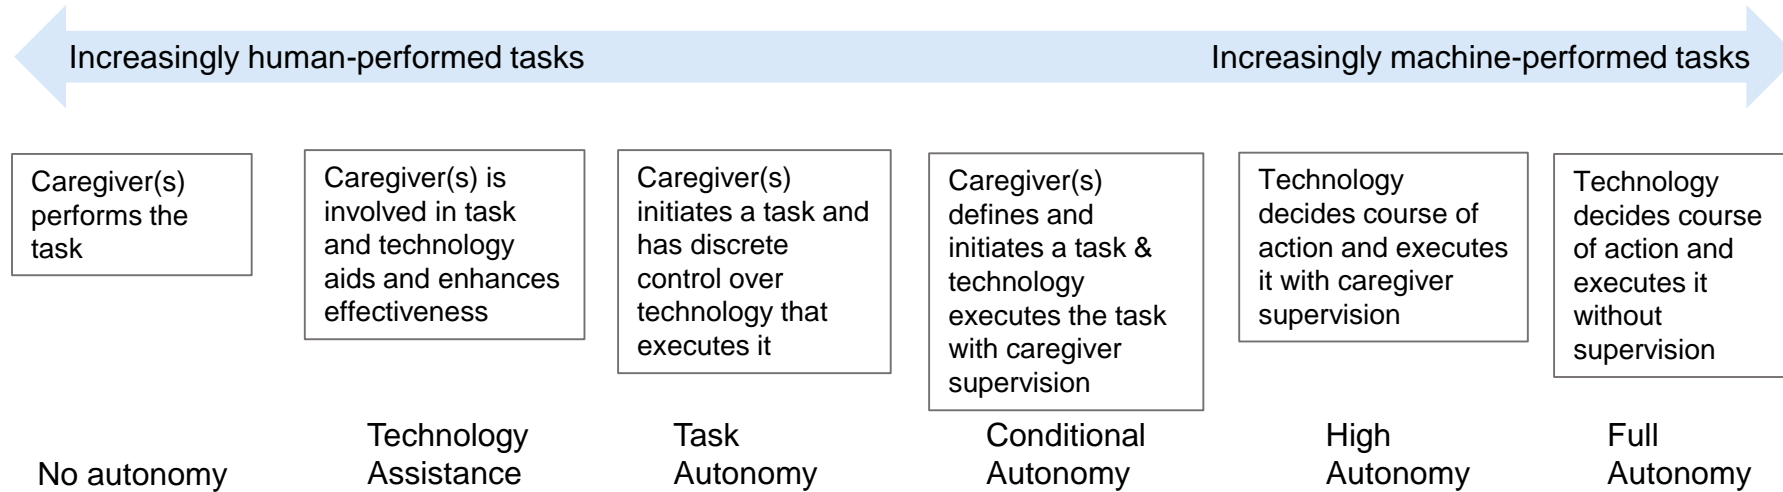 Increasingly human-performed tasks
Increasingly machine-performed tasks
Caregiver(s)
performs the
task
Caregiver(s) is
involved in task
and technology
aids and enhances
effectiveness
Caregiver(s)
initiates a task and
has discrete
control over
technology that
executes it
Caregiver(s)
defines and
initiates a task &
technology
executes the task
with caregiver
supervision
Technology
decides course of
action and executes
it with caregiver
supervision
Technology
decides course
of action and
executes it
without
supervision
No autonomy
Technology
Assistance
Task
Autonomy
Conditional
Autonomy
High
Autonomy
Full
Autonomy